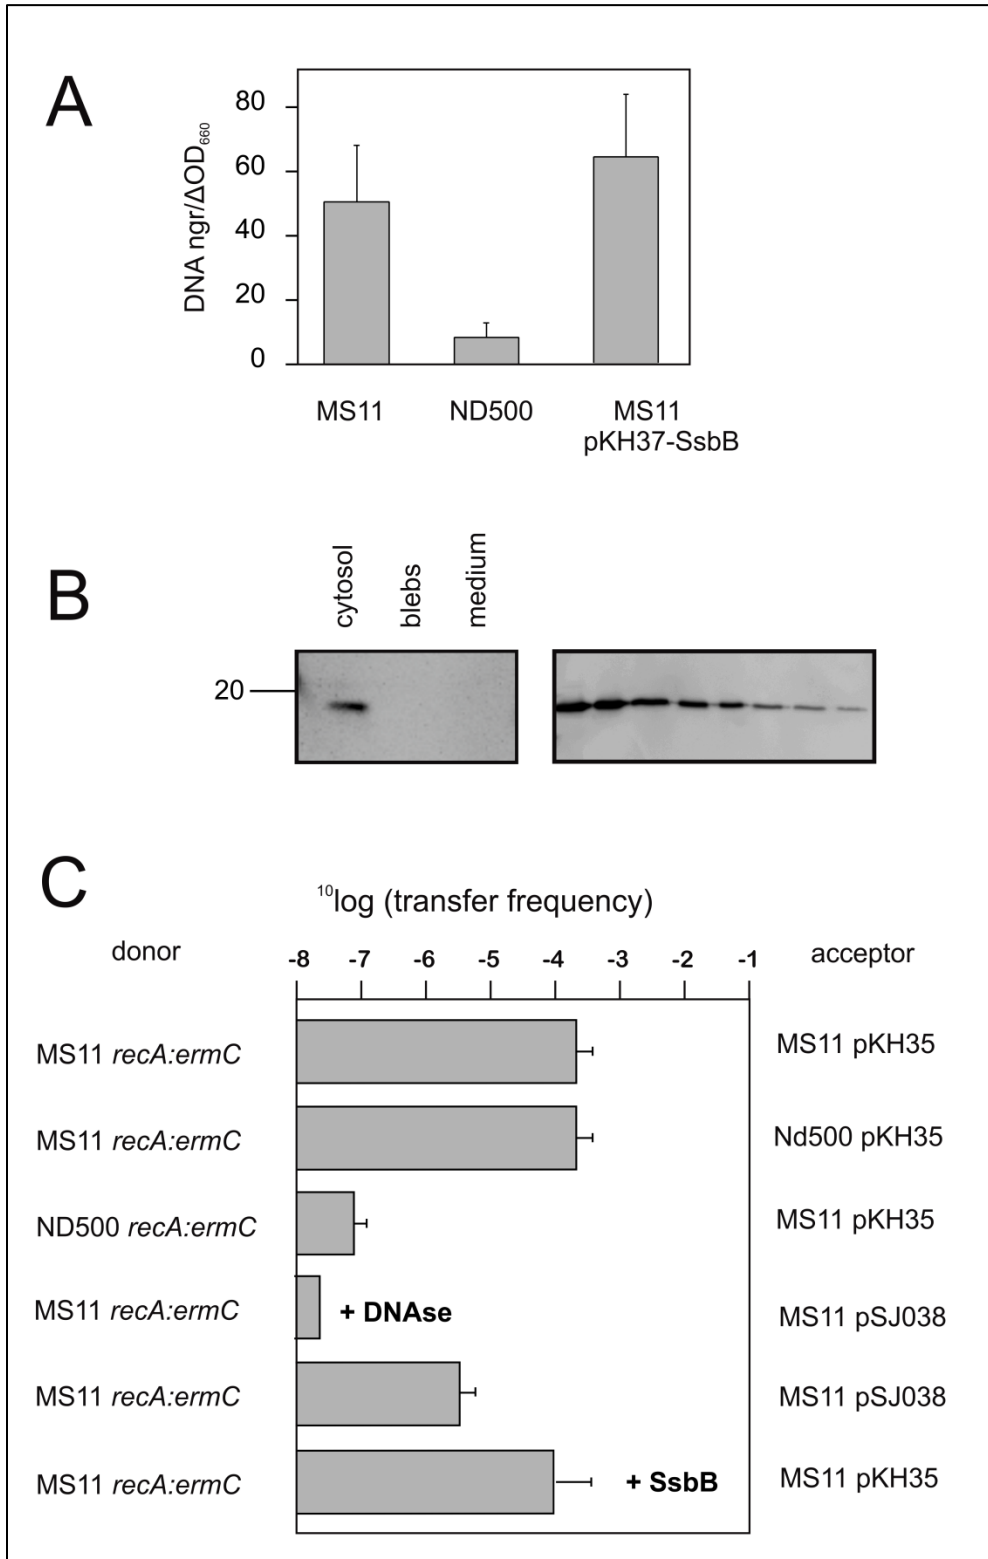 A
DNA ngr/ΔOD660
80
60
40
20
0
MS11
ND500
MS11
pKH37-SsbB
B
cytosol
blebs
medium
20
C
10log (transfer frequency)
donor
-8 -7 -6 -5 -4 -3 -2 -1
acceptor
MS11 recA:ermC
MS11 pKH35
MS11 recA:ermC
Nd500 pKH35
ND500 recA:ermC
MS11 pKH35
MS11 recA:ermC
+ DNAse
MS11 pSJ038
MS11 recA:ermC
MS11 pSJ038
MS11 recA:ermC
+ SsbB
MS11 pKH35